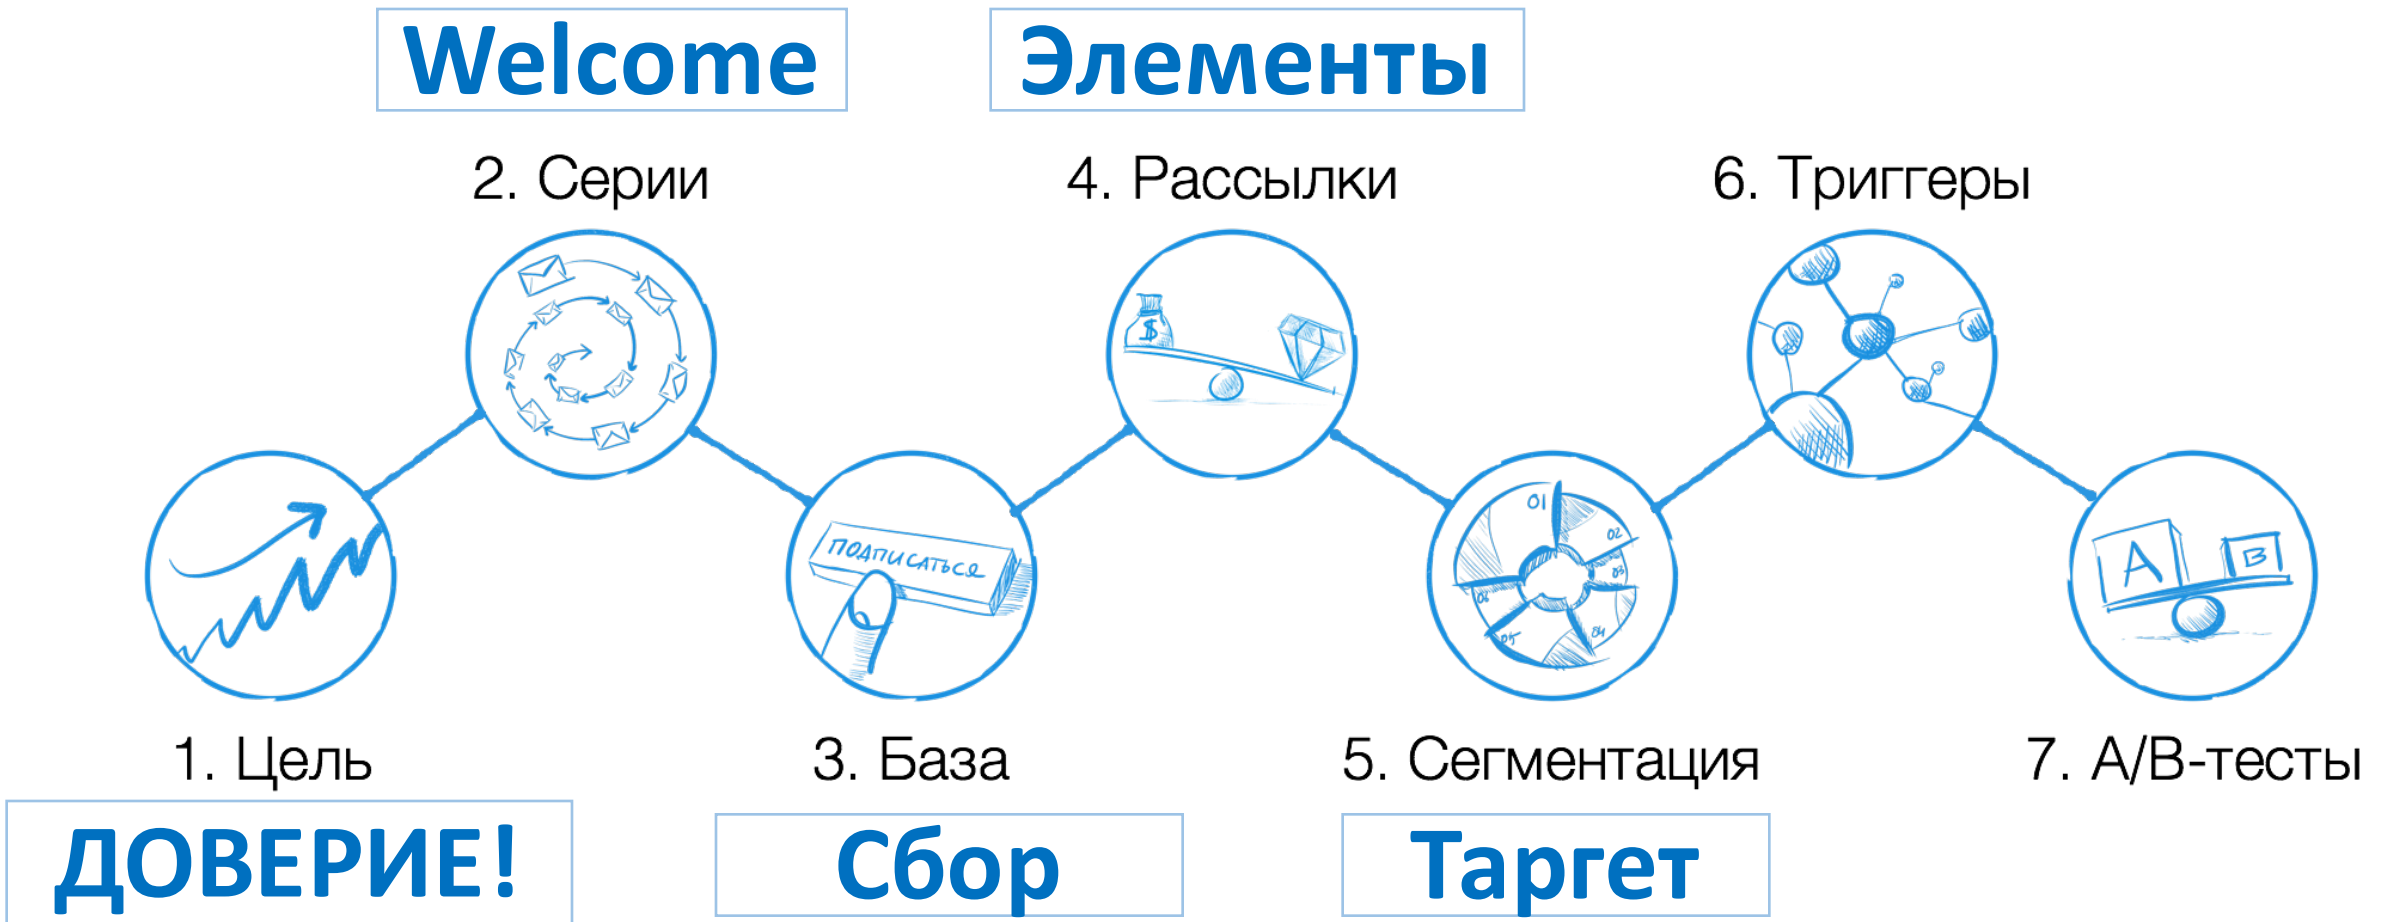 Welcome
Элементы
2. Серии
4. Рассылки
6. Триггеры
$
ПОДПИСАТЬСЯ
01
02
03
04
05
06
A
B
1. Цель
3. База
5. Сегментация
7. А/В-тесты
ДОВЕРИЕ!
Сбор
Таргет